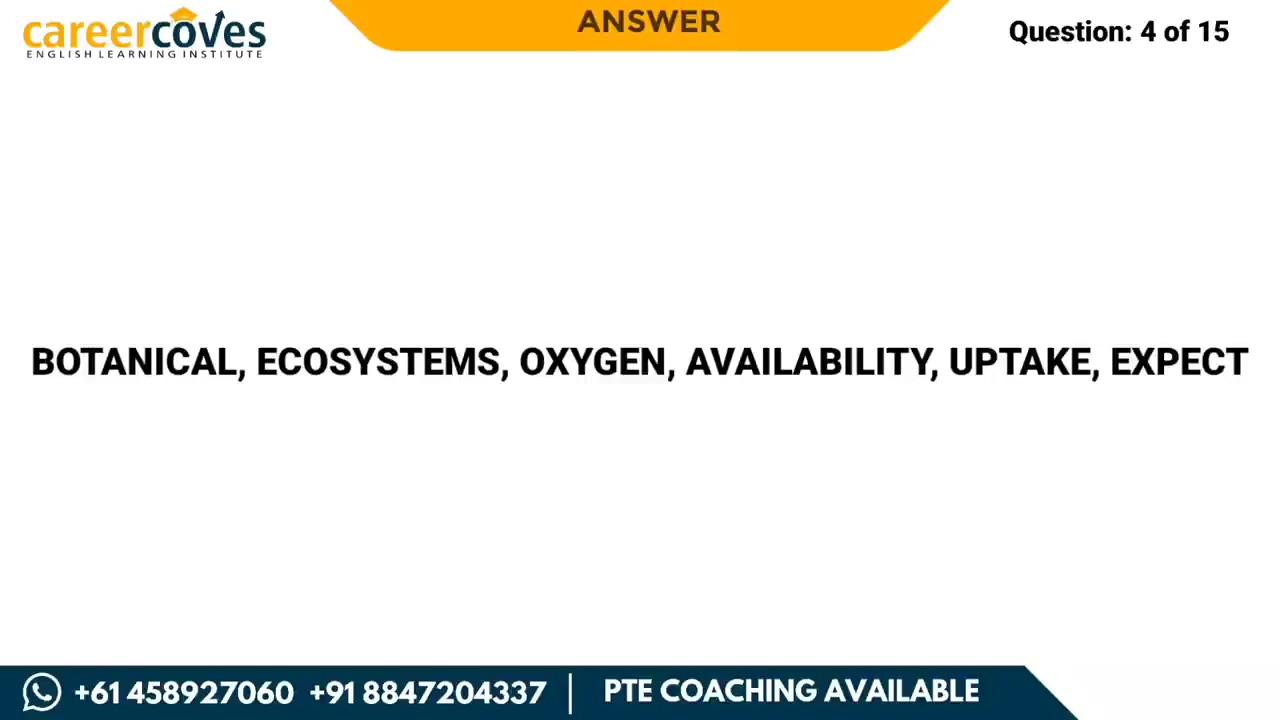 careercoves
ENGLISH LEARNING INSTITUTE
ANSWER
Question: 4 of 15
BOTANICAL, ECOSYSTEMS, OXYGEN, AVAILABILITY, UPTAKE, EXPECT
+61 458927060 +91 8847204337 | PTE COACHING AVAILABLE